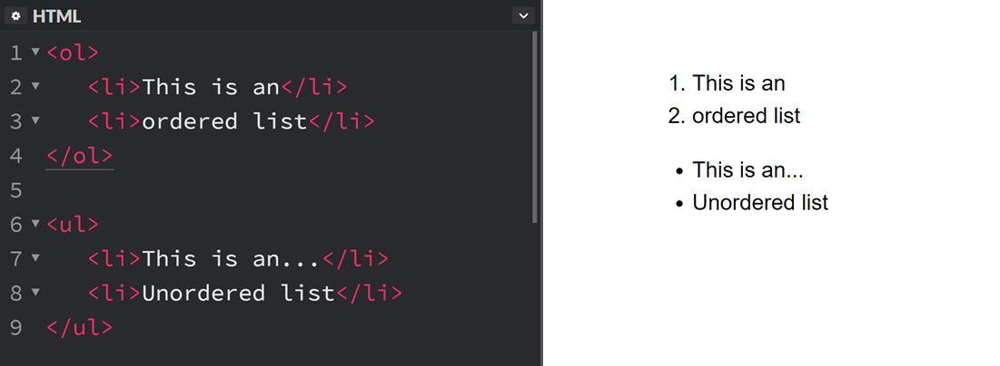 HTML
1 <ol>
2 <li>This is an</li>
3 <li>ordered list</li>
4 </ol>
5
6 <ul>
7 <li>This is an...</li>
8 <li>Unordered list</li>
9 </ul>
1. This is an
2. ordered list
• This is an...
• Unordered list